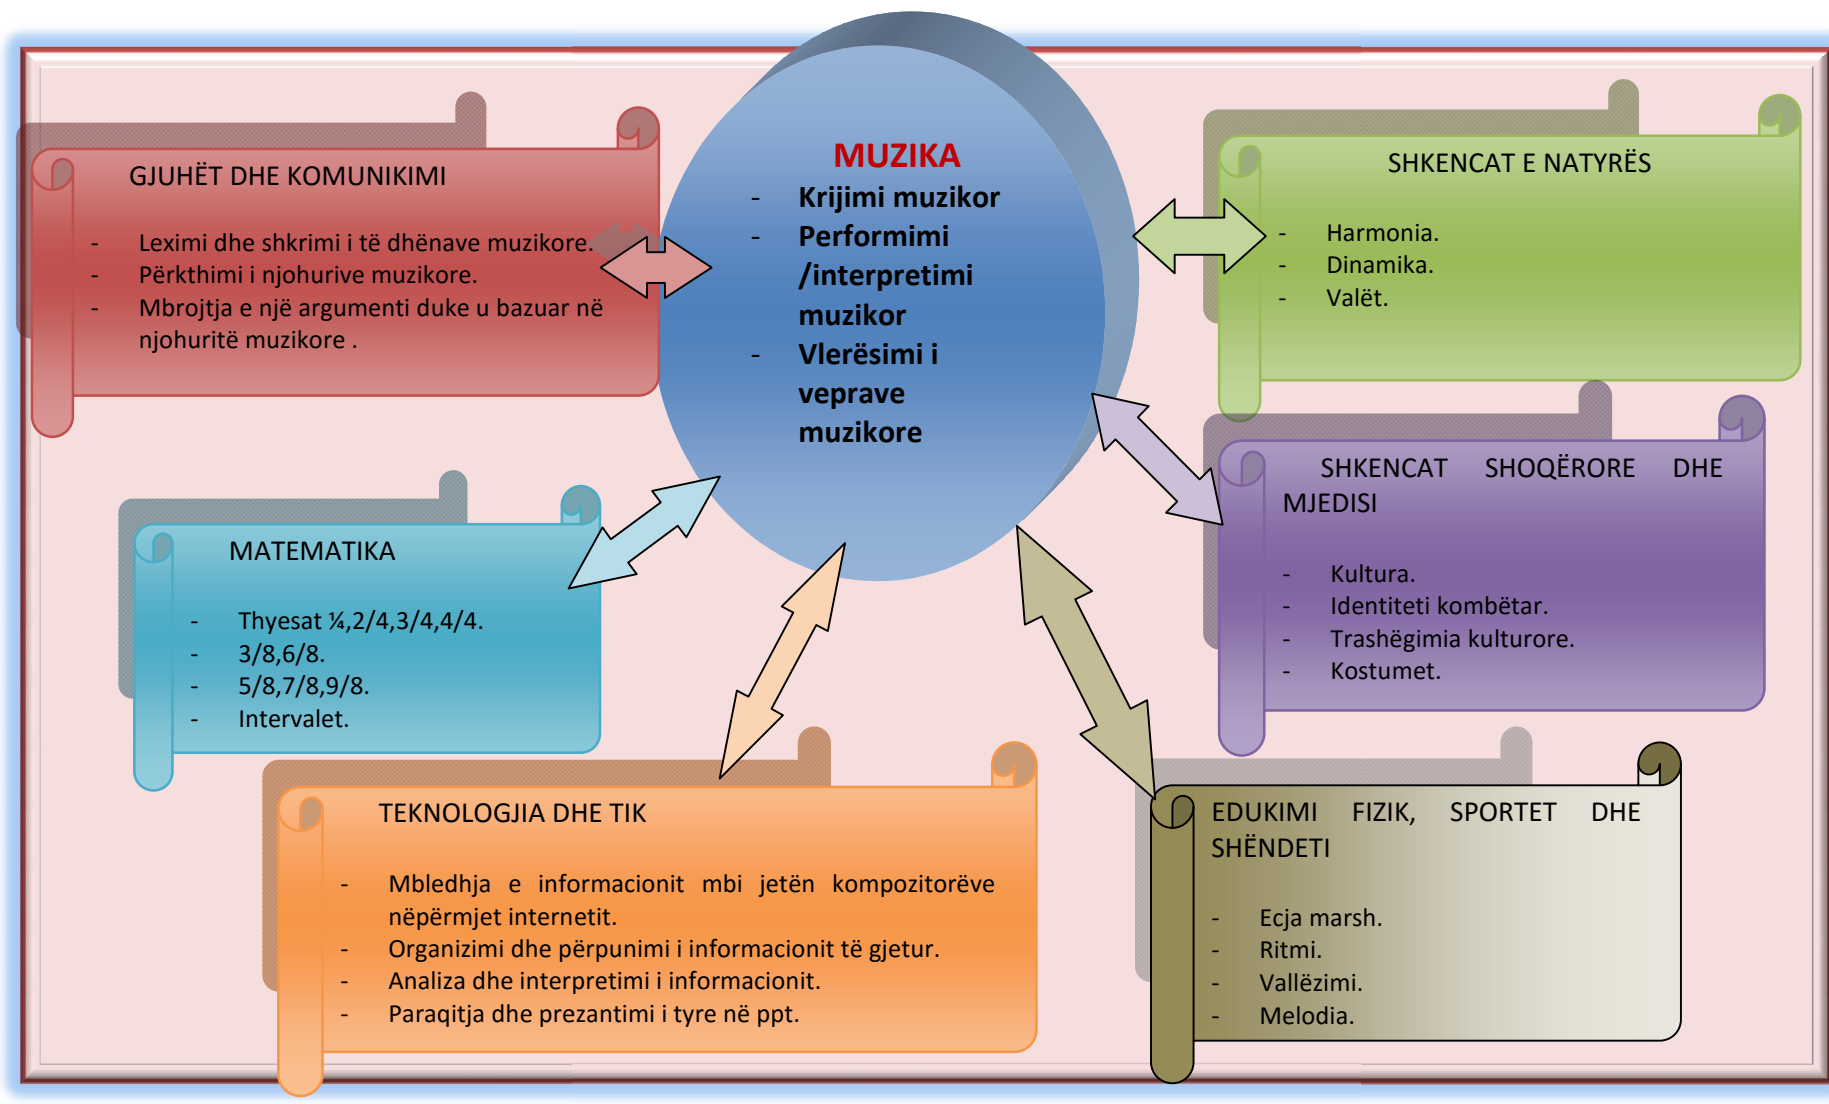 MUZIKA
- Krijimi muzikor
- Performimi
/interpretimi
muzikor
- Vlerësimi i
veprave
muzikore
GJUHËT DHE KOMUNIKIMI
- Leximi dhe shkrimi i të dhënave muzikore.
- Përkthimi i njohurive muzikore.
- Mbrojtja e një argumenti duke u bazuar në
njohuritë muzikore .
SHKENCAT E NATYRËS
- Harmonia.
- Dinamika.
- Valët.
MATEMATIKA
- Thyesat ¼,2/4,3/4,4/4.
- 3/8,6/8.
- 5/8,7/8,9/8.
- Intervalet.
SHKENCAT SHOQËRORE DHE
MJEDISI
- Kultura.
- Identiteti kombëtar.
- Trashëgimia kulturore.
- Kostumet.
TEKNOLOGJIA DHE TIK
- Mbledhja e informacionit mbi jetën kompozitorëve
nëpërmjet internetit.
- Organizimi dhe përpunimi i informacionit të gjetur.
- Analiza dhe interpretimi i informacionit.
- Paraqitja dhe prezantimi i tyre në ppt.
EDUKIMI FIZIK, SPORTET DHE
SHËNDETI
- Ecja marsh.
- Ritmi.
- Vallëzimi.
- Melodia.